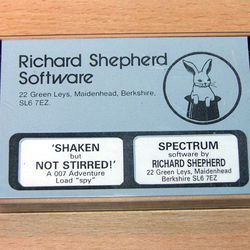 Richard Shepherd
Software
22 Green Leys, Maidenhead, Berkshire,
SL6 7EZ.
'SHAKEN
but
NOT STIRRED!'
A 007 Adventure
Load "spy"
SPECTRUM
software by
RICHARD SHEPHERD
22 Green Leys, Maidenhead
Berkshire SL6 7EZ